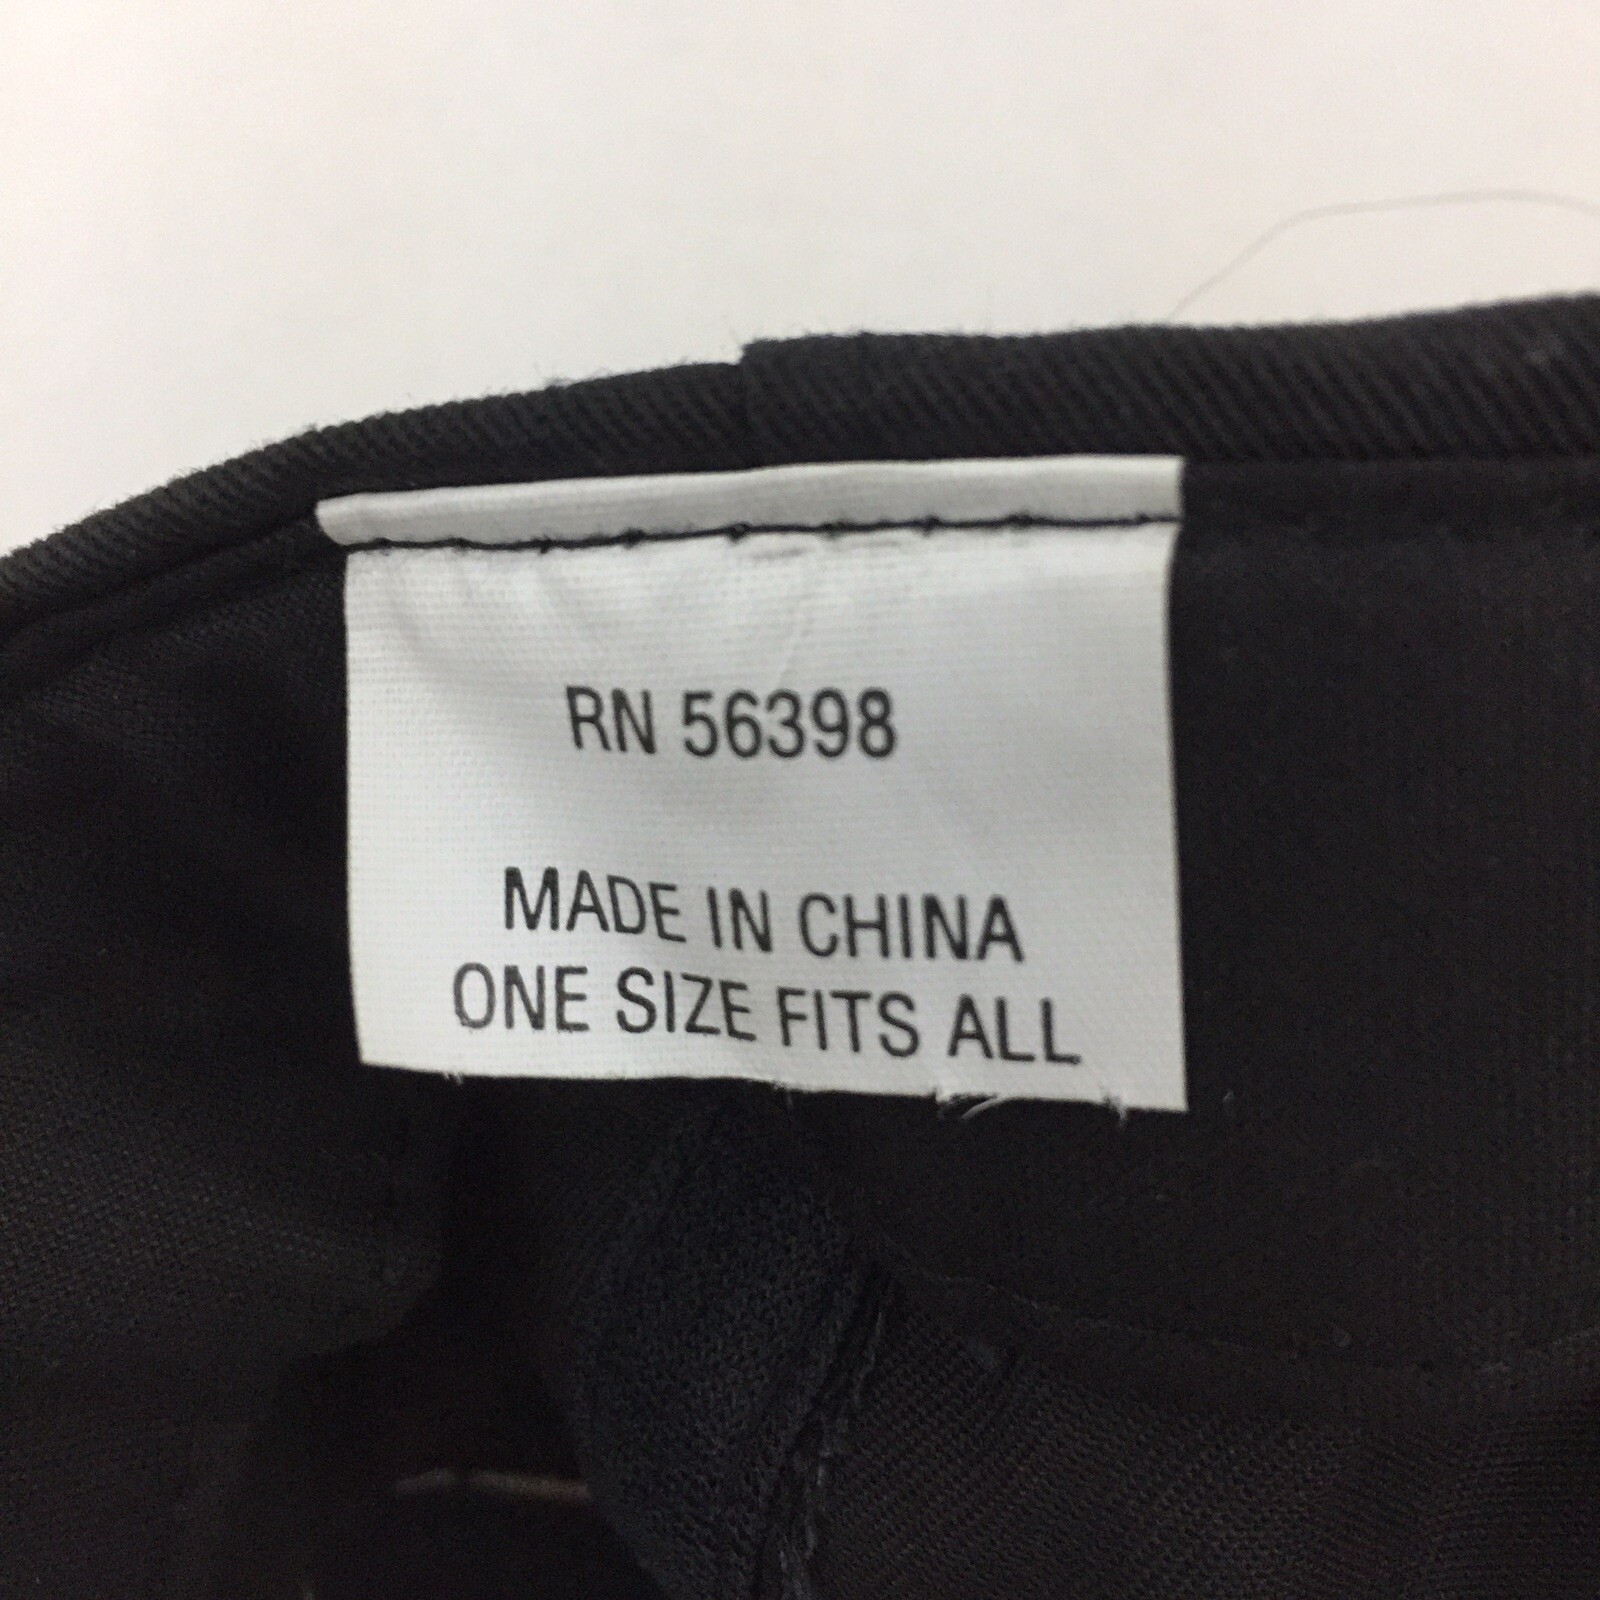 RN 56398
MADE IN CHINA
ONE SIZE FITS ALL